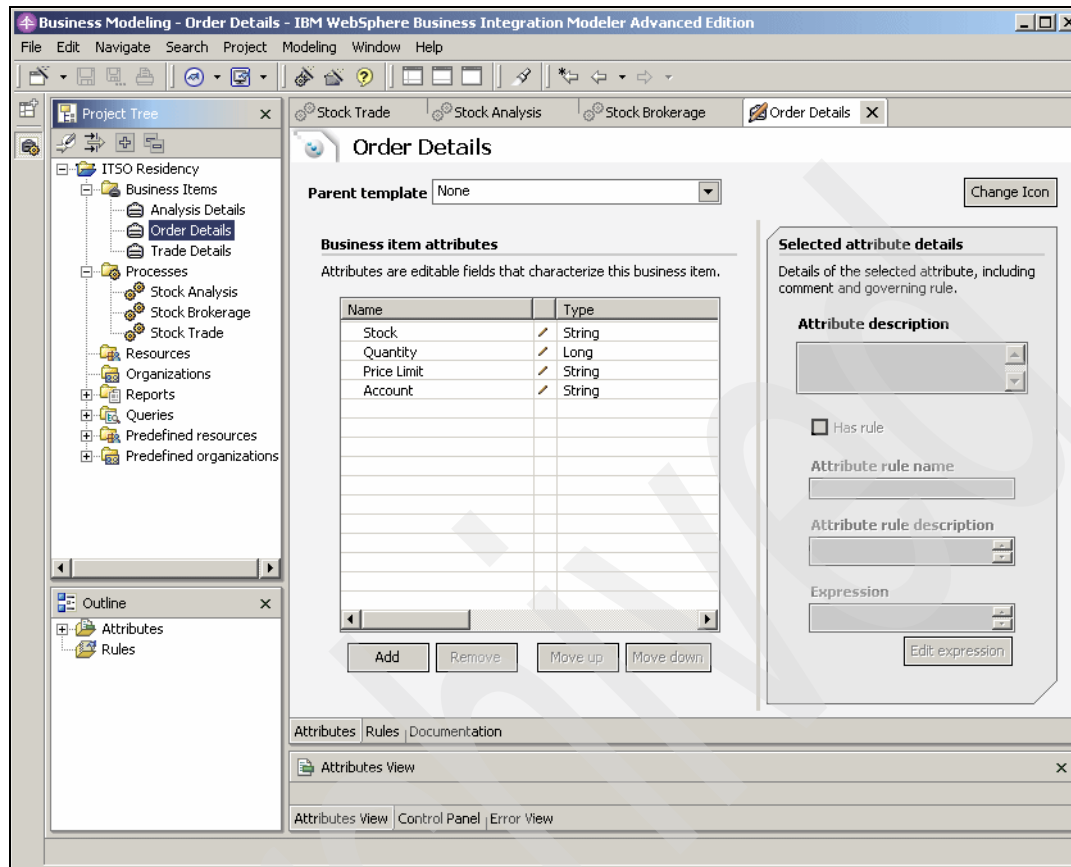 Business Modeling - Order Details - IBM WebSphere Business Integration Modeler Advanced Edition
File Edit Navigate Search Project Modeling Window Help
Project Tree
ITSO Residency
Business Items
Analysis Details
Order Details
Trade Details
Processes
Stock Analysis
Stock Brokerage
Stock Trade
Resources
Organizations
Reports
Queries
Predefined resources
Predefined organizations
Outline
Attributes
Rules
Stock Trade Stock Analysis Stock Brokerage Order Details
Order Details
Parent template None
Change Icon
Business item attributes
Attributes are editable fields that characterize this business item.
Name Type
Stock String
Quantity Long
Price Limit String
Account String
Add Remove Move up Move down
Selected attribute details
Details of the selected attribute, including
comment and governing rule.
Attribute description
Has rule
Attribute rule name
Attribute rule description
Expression
Edit expression
Attributes Rules Documentation
Attributes View
Attributes View Control Panel Error View